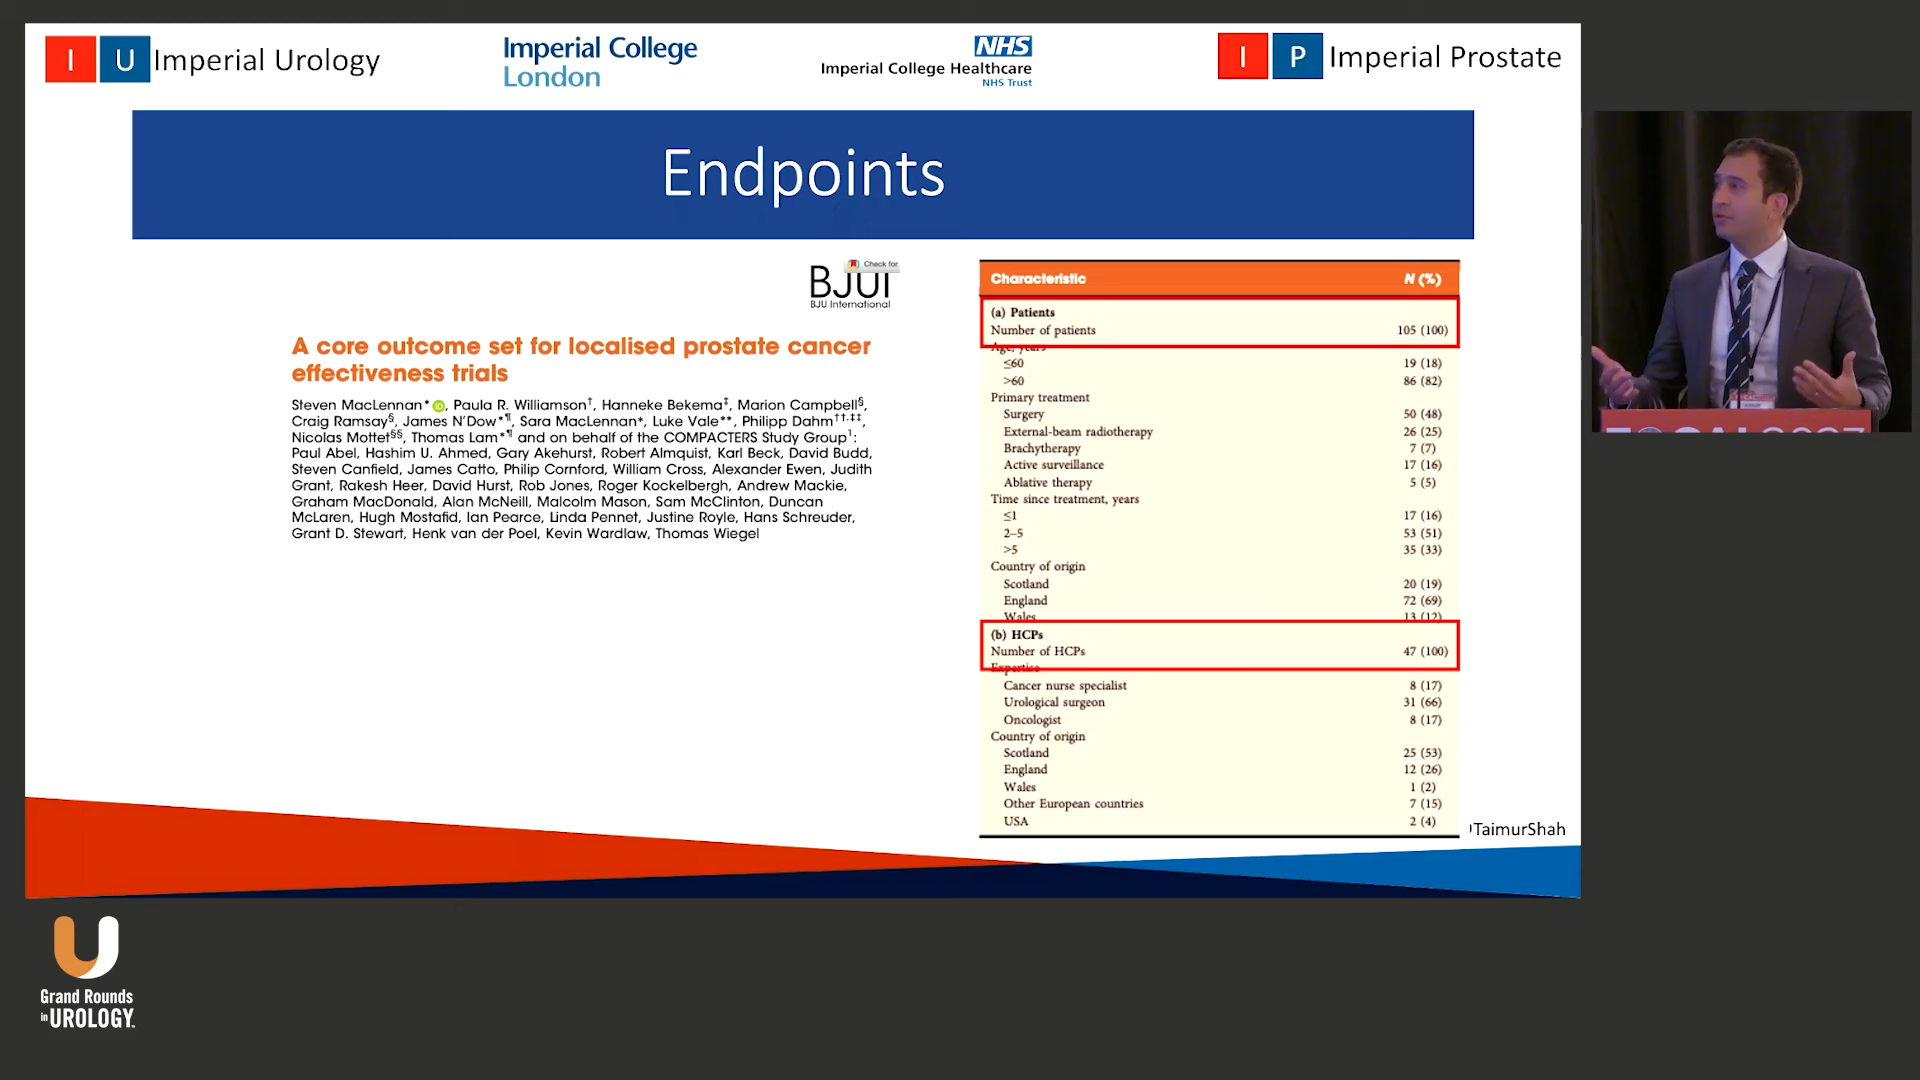 I U Imperial Urology
Imperial College
London
NHS
Imperial College Healthcare
NHS Trust
I P Imperial Prostate
Endpoints
Check for
BJUI
BJU International
A core outcome set for localised prostate cancer
effectiveness trials
Steven MacLennan* iD, Paula R. Williamson†, Hanneke Bekema‡, Marion Campbell§,
Craig Ramsay§, James N'Dow*¶, Sara MacLennan*, Luke Vale**, Philipp Dahm††,‡‡,
Nicolas Mottet§§, Thomas Lam*¶ and on behalf of the COMPACTERS Study Group¹:
Paul Abel, Hashim U. Ahmed, Gary Akehurst, Robert Almquist, Karl Beck, David Budd,
Steven Canfield, James Catto, Philip Cornford, William Cross, Alexander Ewen, Judith
Grant, Rakesh Heer, David Hurst, Rob Jones, Roger Kockelbergh, Andrew Mackie,
Graham MacDonald, Alan McNeill, Malcolm Mason, Sam McClinton, Duncan
McLaren, Hugh Mostafid, Ian Pearce, Linda Pennet, Justine Royle, Hans Schreuder,
Grant D. Stewart, Henk van der Poel, Kevin Wardlaw, Thomas Wiegel
Characteristic N (%)
(a) Patients
Number of patients 105 (100)
Age, years
≤60 19 (18)
>60 86 (82)
Primary treatment
Surgery 50 (48)
External-beam radiotherapy 26 (25)
Brachytherapy 7 (7)
Active surveillance 17 (16)
Ablative therapy 5 (5)
Time since treatment, years
≤1 17 (16)
2–5 53 (51)
>5 35 (33)
Country of origin
Scotland 20 (19)
England 72 (69)
Wales 13 (12)
(b) HCPs
Number of HCPs 47 (100)
Expertise
Cancer nurse specialist 8 (17)
Urological surgeon 31 (66)
Oncologist 8 (17)
Country of origin
Scotland 25 (53)
England 12 (26)
Wales 1 (2)
Other European countries 7 (15)
USA 2 (4)
TaimurShah
Grand Rounds
in UROLOGY